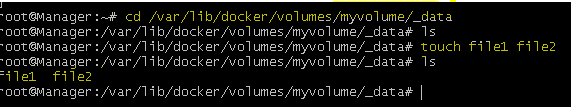 root@Manager:~# cd /var/lib/docker/volumes/myvolume/_data
root@Manager:/var/lib/docker/volumes/myvolume/_data# ls
root@Manager:/var/lib/docker/volumes/myvolume/_data# touch file1 file2
root@Manager:/var/lib/docker/volumes/myvolume/_data# ls
file1  file2
root@Manager:/var/lib/docker/volumes/myvolume/_data#